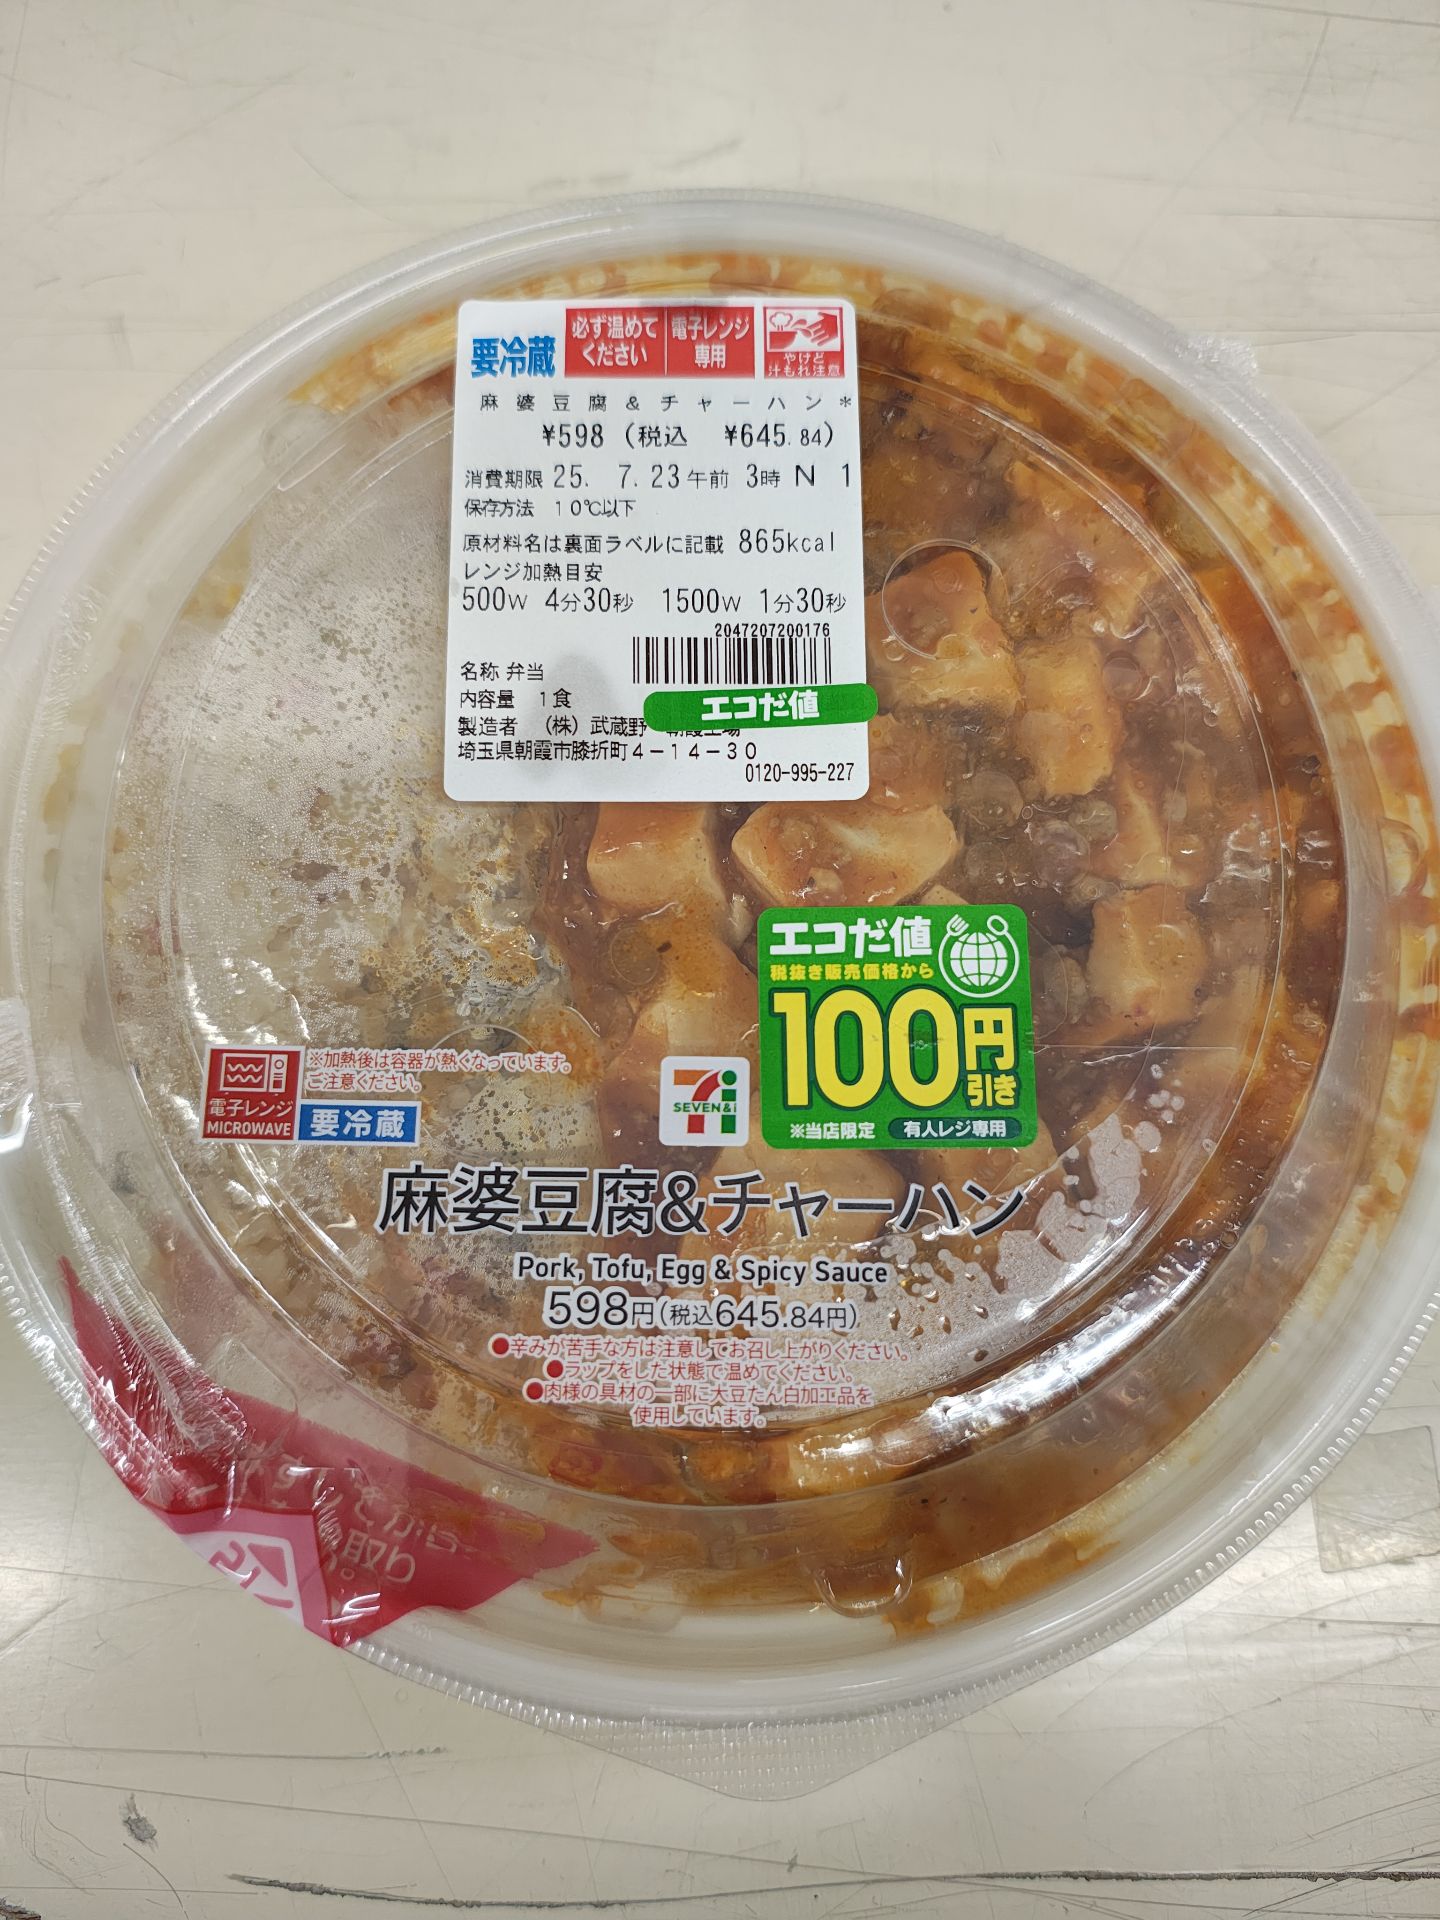 要冷蔵
必ず温めて
ください
電子レンジ
専用
やけど
汁もれ注意
麻婆豆腐&チャーハン*
¥598 (税込 ¥645.84)
消費期限 25. 7. 23午前 3時 N 1
保存方法 10℃以下
原材料名は裏面ラベルに記載 865kcal
レンジ加熱目安
500W 4分30秒 1500W 1分30秒
2047207200176
名称 弁当
内容量 1食
エコだ値
製造者 (株) 武蔵野
埼玉県朝霞市膝折町4-14-30
0120-995-227
エコだ値
税抜き販売価格から
100円
引き
※当店限定 有人レジ専用
電子レンジ
MICROWAVE
※加熱後は容器が熱くなっています。
ご注意ください。
要冷蔵
SEVEN&i
麻婆豆腐&チャーハン
Pork, Tofu, Egg & Spicy Sauce
598円(税込645.84円)
●辛みが苦手な方は注意してお召し上がりください。
●ラップをした状態で温めてください。
●肉様の具材の一部に大豆たん白加工品を
使用しています。